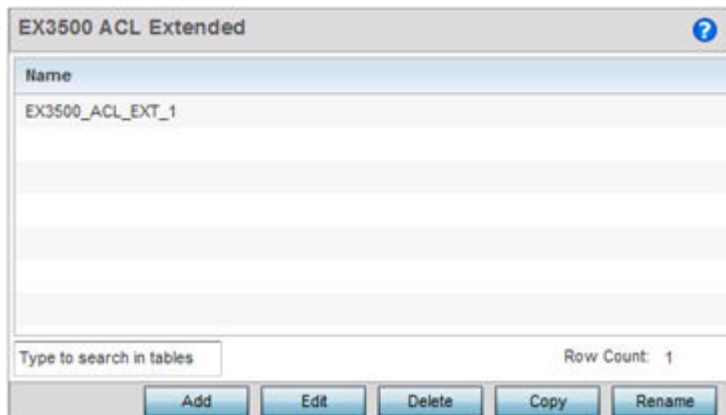 EX3500 ACL Extended
?
Name
EX3500_ACL_EXT_1
Type to search in tables Row Count: 1
Add Edit Delete Copy Rename